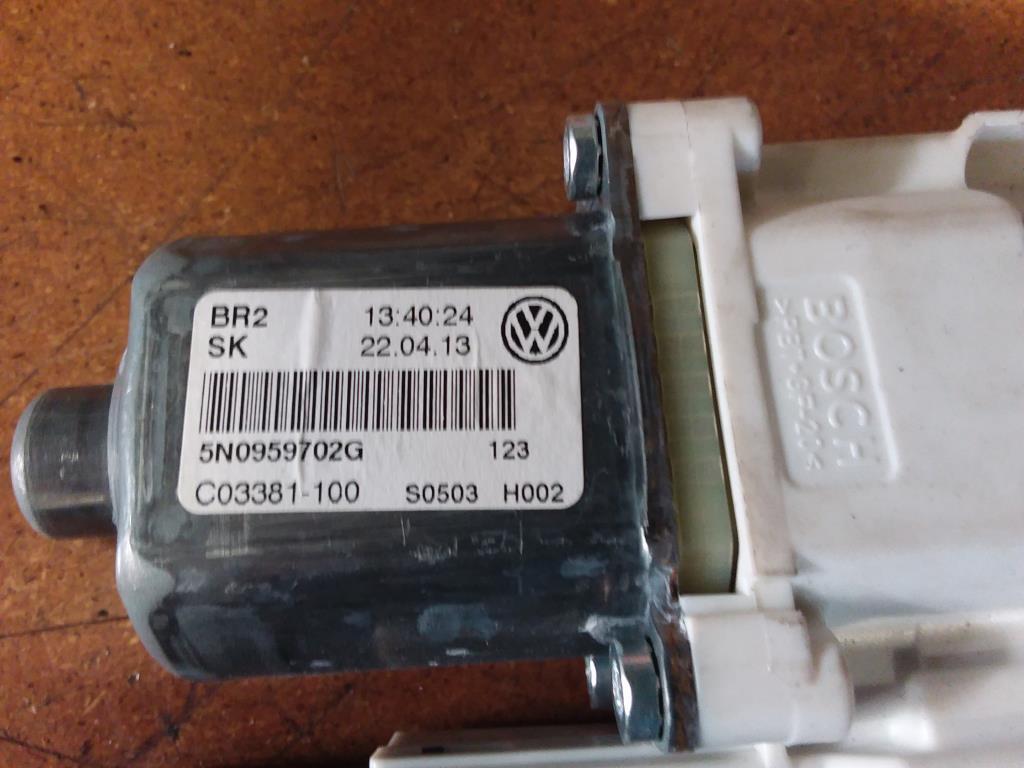 BR2 13:40:24
SK 22.04.13
5N0959702G 123
C03381-100 S0503 H002
BOSCH